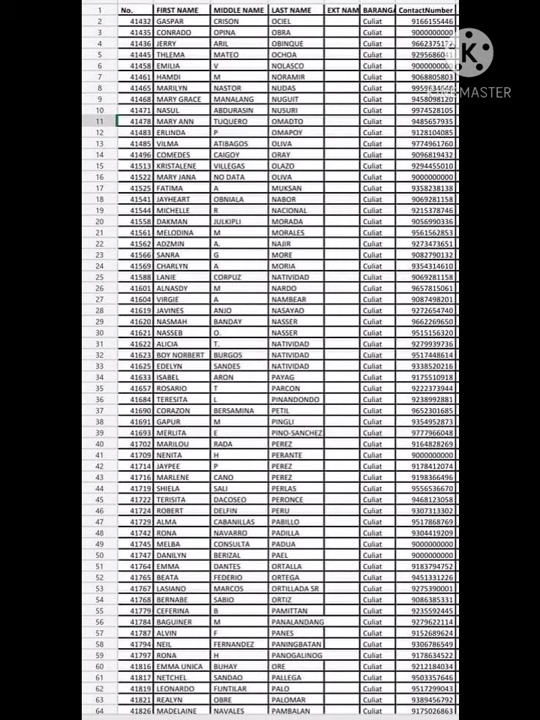 K
KINEMASTER
1 No. FIRST NAME MIDDLE NAME LAST NAME EXT NAM BARANGA ContactNumber
2 41432 GASPAR CRISON OCIEL Culiat 9166155446
3 41435 CONRADO OPINA OBRA Culiat 9000000000
4 41436 JERRY ARIL OBINQUE Culiat 9662375172
5 41445 THLEMA MATEO OCHOA Culiat 9295686041
6 41458 EMILIA V NOLASCO Culiat 9000000000
7 41461 HAMDI M NORAMIR Culiat 9068805803
8 41465 MARILYN NASTOR NUDAS Culiat
9 41468 MARY GRACE MANALANG NUGUIT Culiat 9458098120
10 41471 NASUL ABDURASIN NUSURI Culiat 9974528105
11 41478 MARY ANN TUQUERO OMADTO Culiat 9485657935
12 41483 ERLINDA P OMAPOY Culiat 9128104085
13 41485 VILMA ATIBAGOS OLIVA Culiat 9774961760
14 41496 COMEDES CAIGOY ORAY Culiat 9096819432
15 41513 KRISTALENE VILLEGAS OLAZO Culiat 9294455010
16 41522 MARY JANA NO DATA OLIVA Culiat 9000000000
17 41525 FATIMA A MUKSAN Culiat 9358238138
18 41541 JAYHEART OBNIALA NABOR Culiat 9069281158
19 41544 MICHELLE R NACIONAL Culiat 9215378746
20 41558 DAKMAN JULKIPLI MORADA Culiat 9056990336
21 41561 MELODINA M MORALES Culiat 9561562853
22 41562 ADZMIN A. NAJIR Culiat 9273473651
23 41566 SANRA G MORE Culiat 9082790132
24 41569 CHARLYN A MORIA Culiat 9354314610
25 41588 LANIE CORPUZ NATIVIDAD Culiat 9069281158
26 41601 ALNASDY M NARDO Culiat 9657815061
27 41604 VIRGIE A NAMBEAR Culiat 9087498201
28 41619 JAVINES ANJO NASAYAO Culiat 9272654740
29 41620 NASMAH BANDAY NASSER Culiat 9662269650
30 41621 NASSEB O. NASSER Culiat 9515156320
31 41622 ALICIA T. NATIVIDAD Culiat 9279939736
32 41623 BOY NORBERT BURGOS NATIVIDAD Culiat 9517448614
33 41625 EDELYN SANDES NATIVIDAD Culiat 9338520216
34 41633 ISABEL ARON PAYAG Culiat 9175510918
35 41657 ROSARIO T PARCON Culiat 9222373944
36 41684 TERESITA L PINANDONDO Culiat 9238992881
37 41690 CORAZON BERSAMINA PETIL Culiat 9652301685
38 41691 GAPUR M PINGLI Culiat 9354952873
39 41693 MERLITA E PINO-SANCHEZ Culiat 9777966048
40 41702 MARILOU RADA PEREZ Culiat 9164828269
41 41709 NENITA H PERANTE Culiat 9000000000
42 41714 JAYPEE P PEREZ Culiat 9178412074
43 41716 MARLENE CANO PEREZ Culiat 9198366496
44 41719 SHIELA SALI PERLAS Culiat 9556536670
45 41722 TERISITA DACOSEO PERONCE Culiat 9468123058
46 41724 ROBERT DELFIN PERU Culiat 9307313302
47 41729 ALMA CABANILLAS PABILLO Culiat 9517868769
48 41742 RONA NAVARRO PADILLA Culiat 9304419209
49 41745 MELBA CONSULTA PADUA Culiat 9000000000
50 41747 DANILYN BERIZAL PAEL Culiat 9000000000
51 41764 EMMA DANTES ORTALLA Culiat 9183794752
52 41765 BEATA FEDERIO ORTEGA Culiat 9451331226
53 41767 LASIANO MARCOS ORTILLADA SR Culiat 9275390001
54 41768 BERNABE SABIO ORTIZ Culiat 9086385331
55 41779 CEFERINA B PAMITTAN Culiat 9235592445
56 41784 BAGUINER M PANALANDANG Culiat 9279622114
57 41787 ALVIN F PANES Culiat 9152689624
58 41794 NEIL FERNANDEZ PANINGBATAN Culiat 9306786549
59 41797 RONA H PANOGALINOG Culiat 9178634522
60 41816 EMMA UNICA BUHAY ORE Culiat 9212184034
61 41817 NETCHEL SANDAO PALLEGA Culiat 9503357646
62 41819 LEONARDO FUNTILAR PALO Culiat 9517299043
63 41821 REALYN OBRE PALOMAR Culiat 9389456792
64 41826 MADELAINE NAVALES PAMBALAN Culiat 9175026863